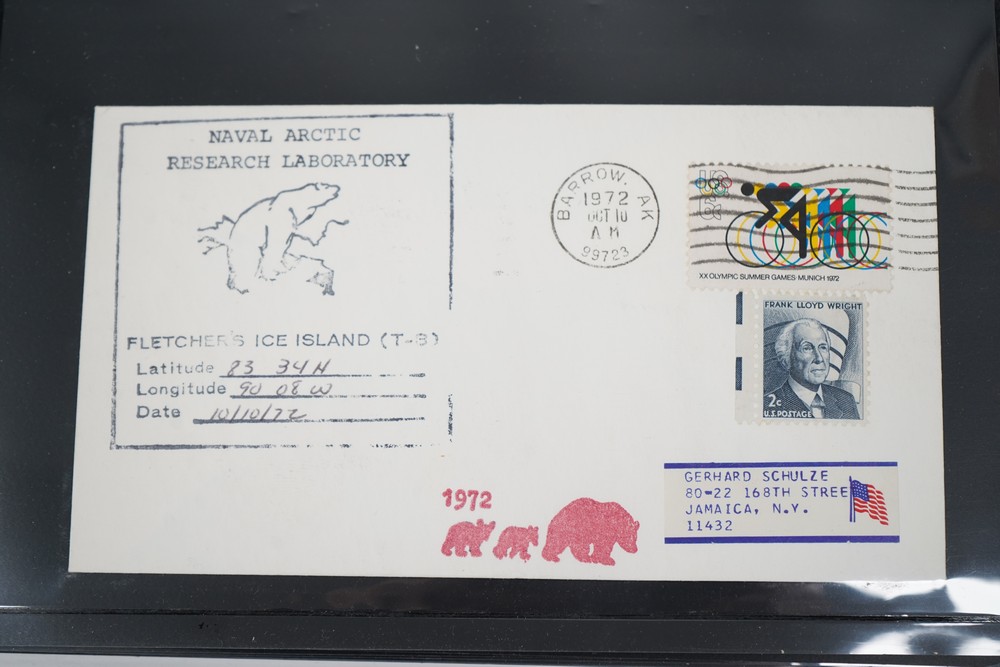 NAVAL ARCTIC
RESEARCH LABORATORY
FLETCHER'S ICE ISLAND (T-3)
Latitude 83 34 N
Longitude 90 08 W
Date 10/10/72
BARROW, AK
1972
OCT 10
AM
99723
XX OLYMPIC SUMMER GAMES·MUNICH 1972
FRANK LLOYD WRIGHT
2c
U.S. POSTAGE
1972
GERHARD SCHULZE
80-22 168TH STREE
JAMAICA, N.Y.
11432